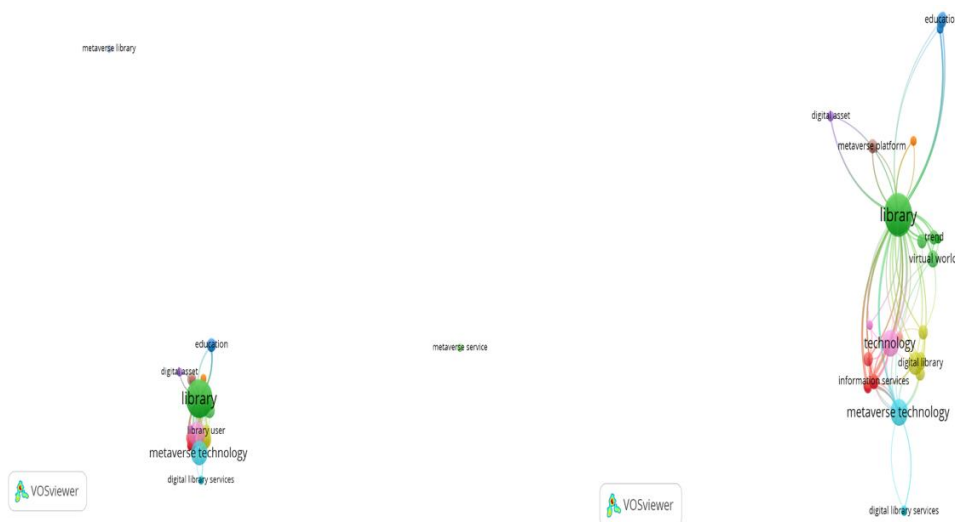 metaverse library
education
digital asset
library
library user
metaverse technology
digital library services
VOSviewer
metaverse service
educatio
digital asset
metaverse platform
library
trend
virtual world
technology
digital library
information services
metaverse technology
digital library services
VOSviewer